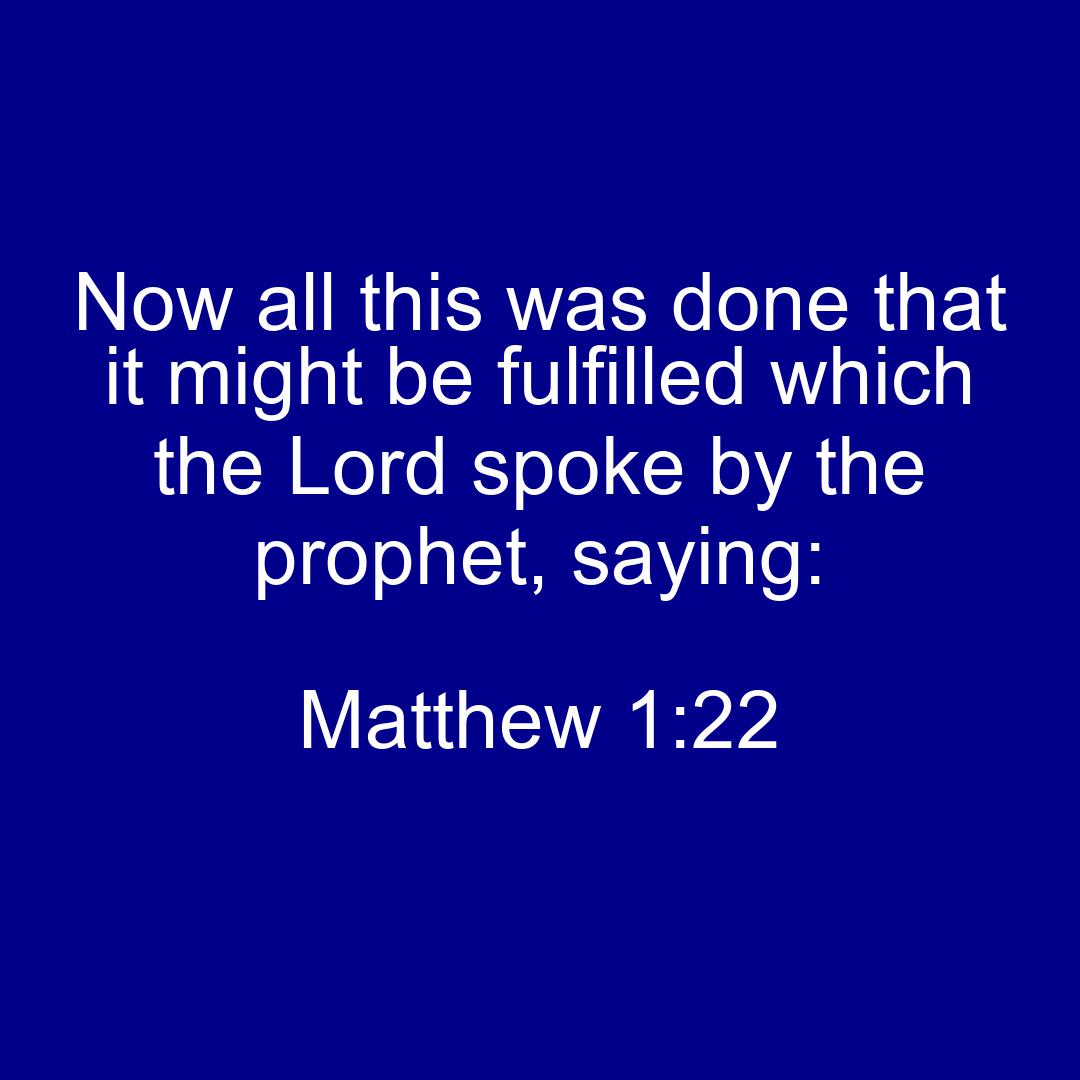 Now all this was done that
it might be fulfilled which
the Lord spoke by the
prophet, saying:
Matthew 1:22